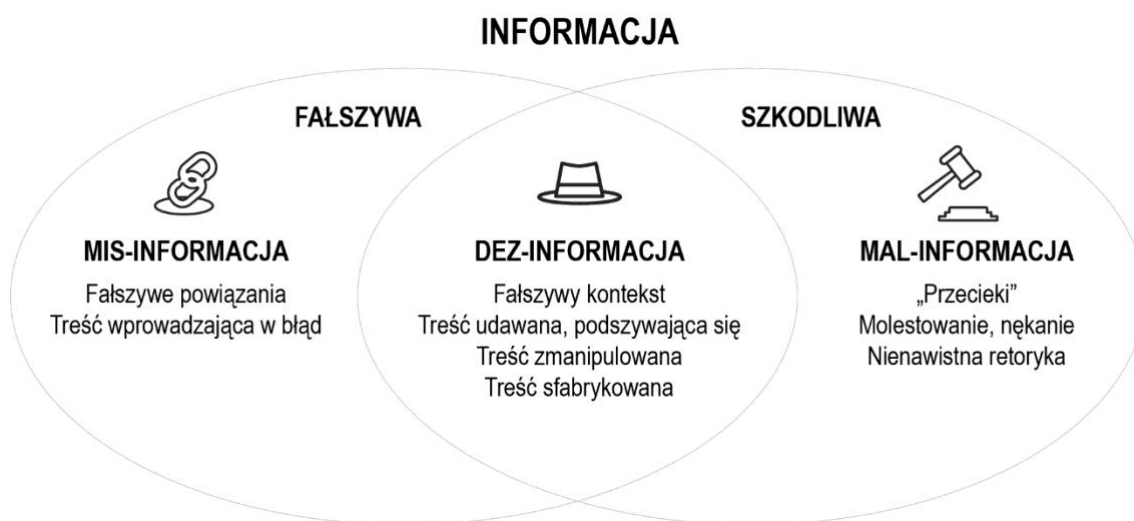 INFORMACJA
FAŁSZYWA
SZKODLIWA
MIS-INFORMACJA
Fałszywe powiązania
Treść wprowadzająca w błąd
DEZ-INFORMACJA
Fałszywy kontekst
Treść udawana, podszywająca się
Treść zmanipulowana
Treść sfabrykowana
MAL-INFORMACJA
„Przecieki”
Molestowanie, nękanie
Nienawistna retoryka